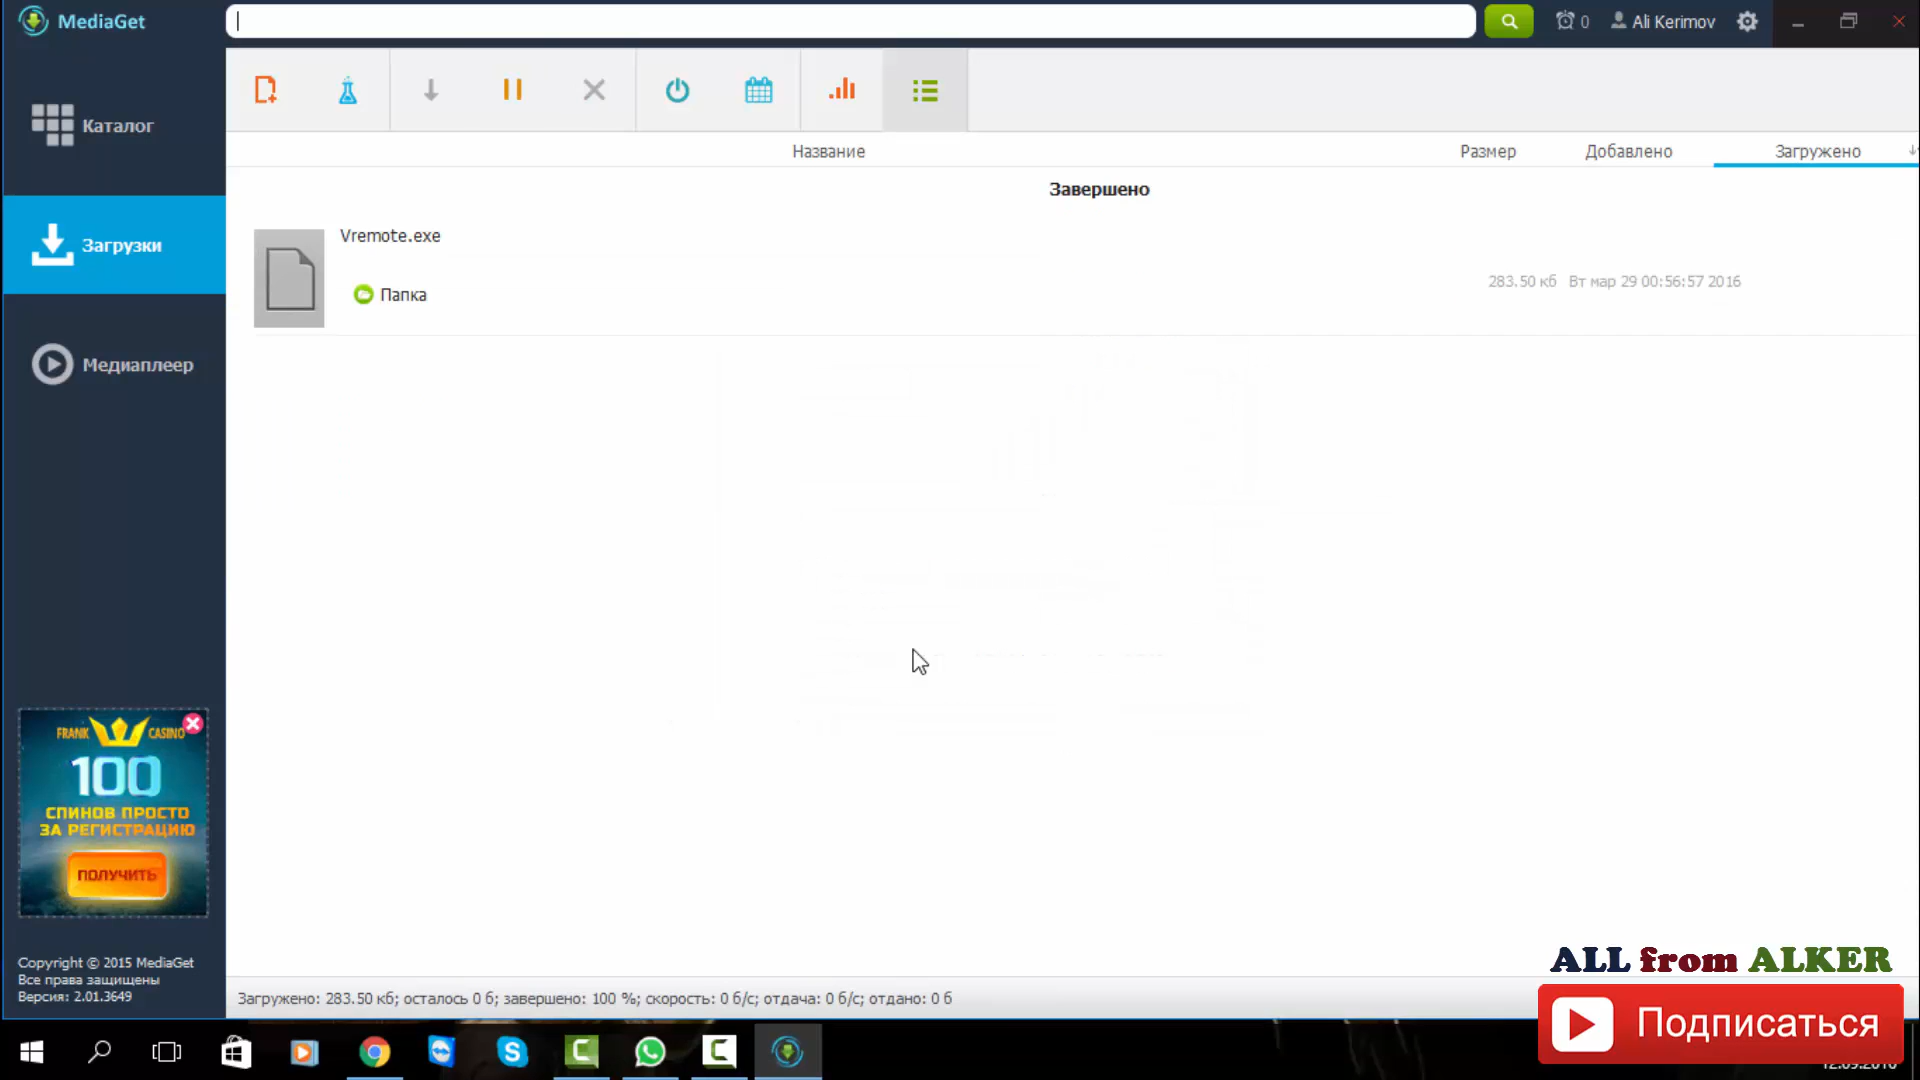 MediaGet
0
Ali Kerimov
Каталог
Загрузки
Медиаплеер
Название
Размер
Добавлено
Загружено
Завершено
Vremote.exe
Папка
283.50 кб
Вт мар 29 00:56:57 2016
FRANK CASINO
100
СПИНОВ ПРОСТО
ЗА РЕГИСТРАЦИЮ
ПОЛУЧИТЬ
Copyright © 2015 MediaGet
Все права защищены
Версия: 2.01.3649
Загружено: 283.50 кб; осталось 0 б; завершено: 100 %; скорость: 0 б/с; отдача: 0 б/с; отдано: 0 б
ALL from ALKER
Подписаться